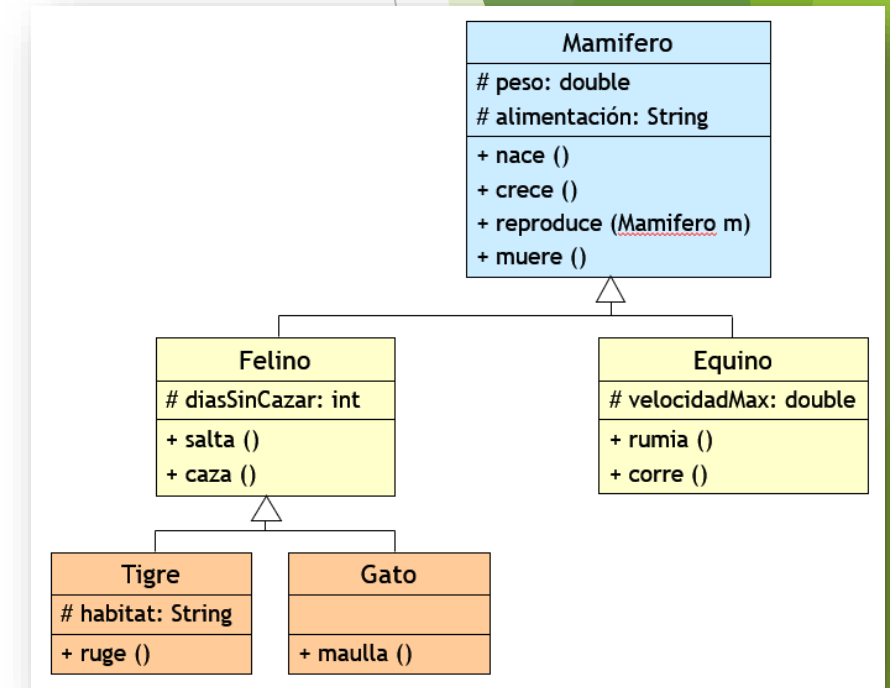 Mamifero
# peso: double
# alimentación: String
+ nace ()
+ crece ()
+ reproduce (Mamifero m)
+ muere ()
Felino
# diasSinCazar: int
+ salta ()
+ caza ()
Equino
# velocidadMax: double
+ rumia ()
+ corre ()
Tigre
# habitat: String
+ ruge ()
Gato
+ maulla ()